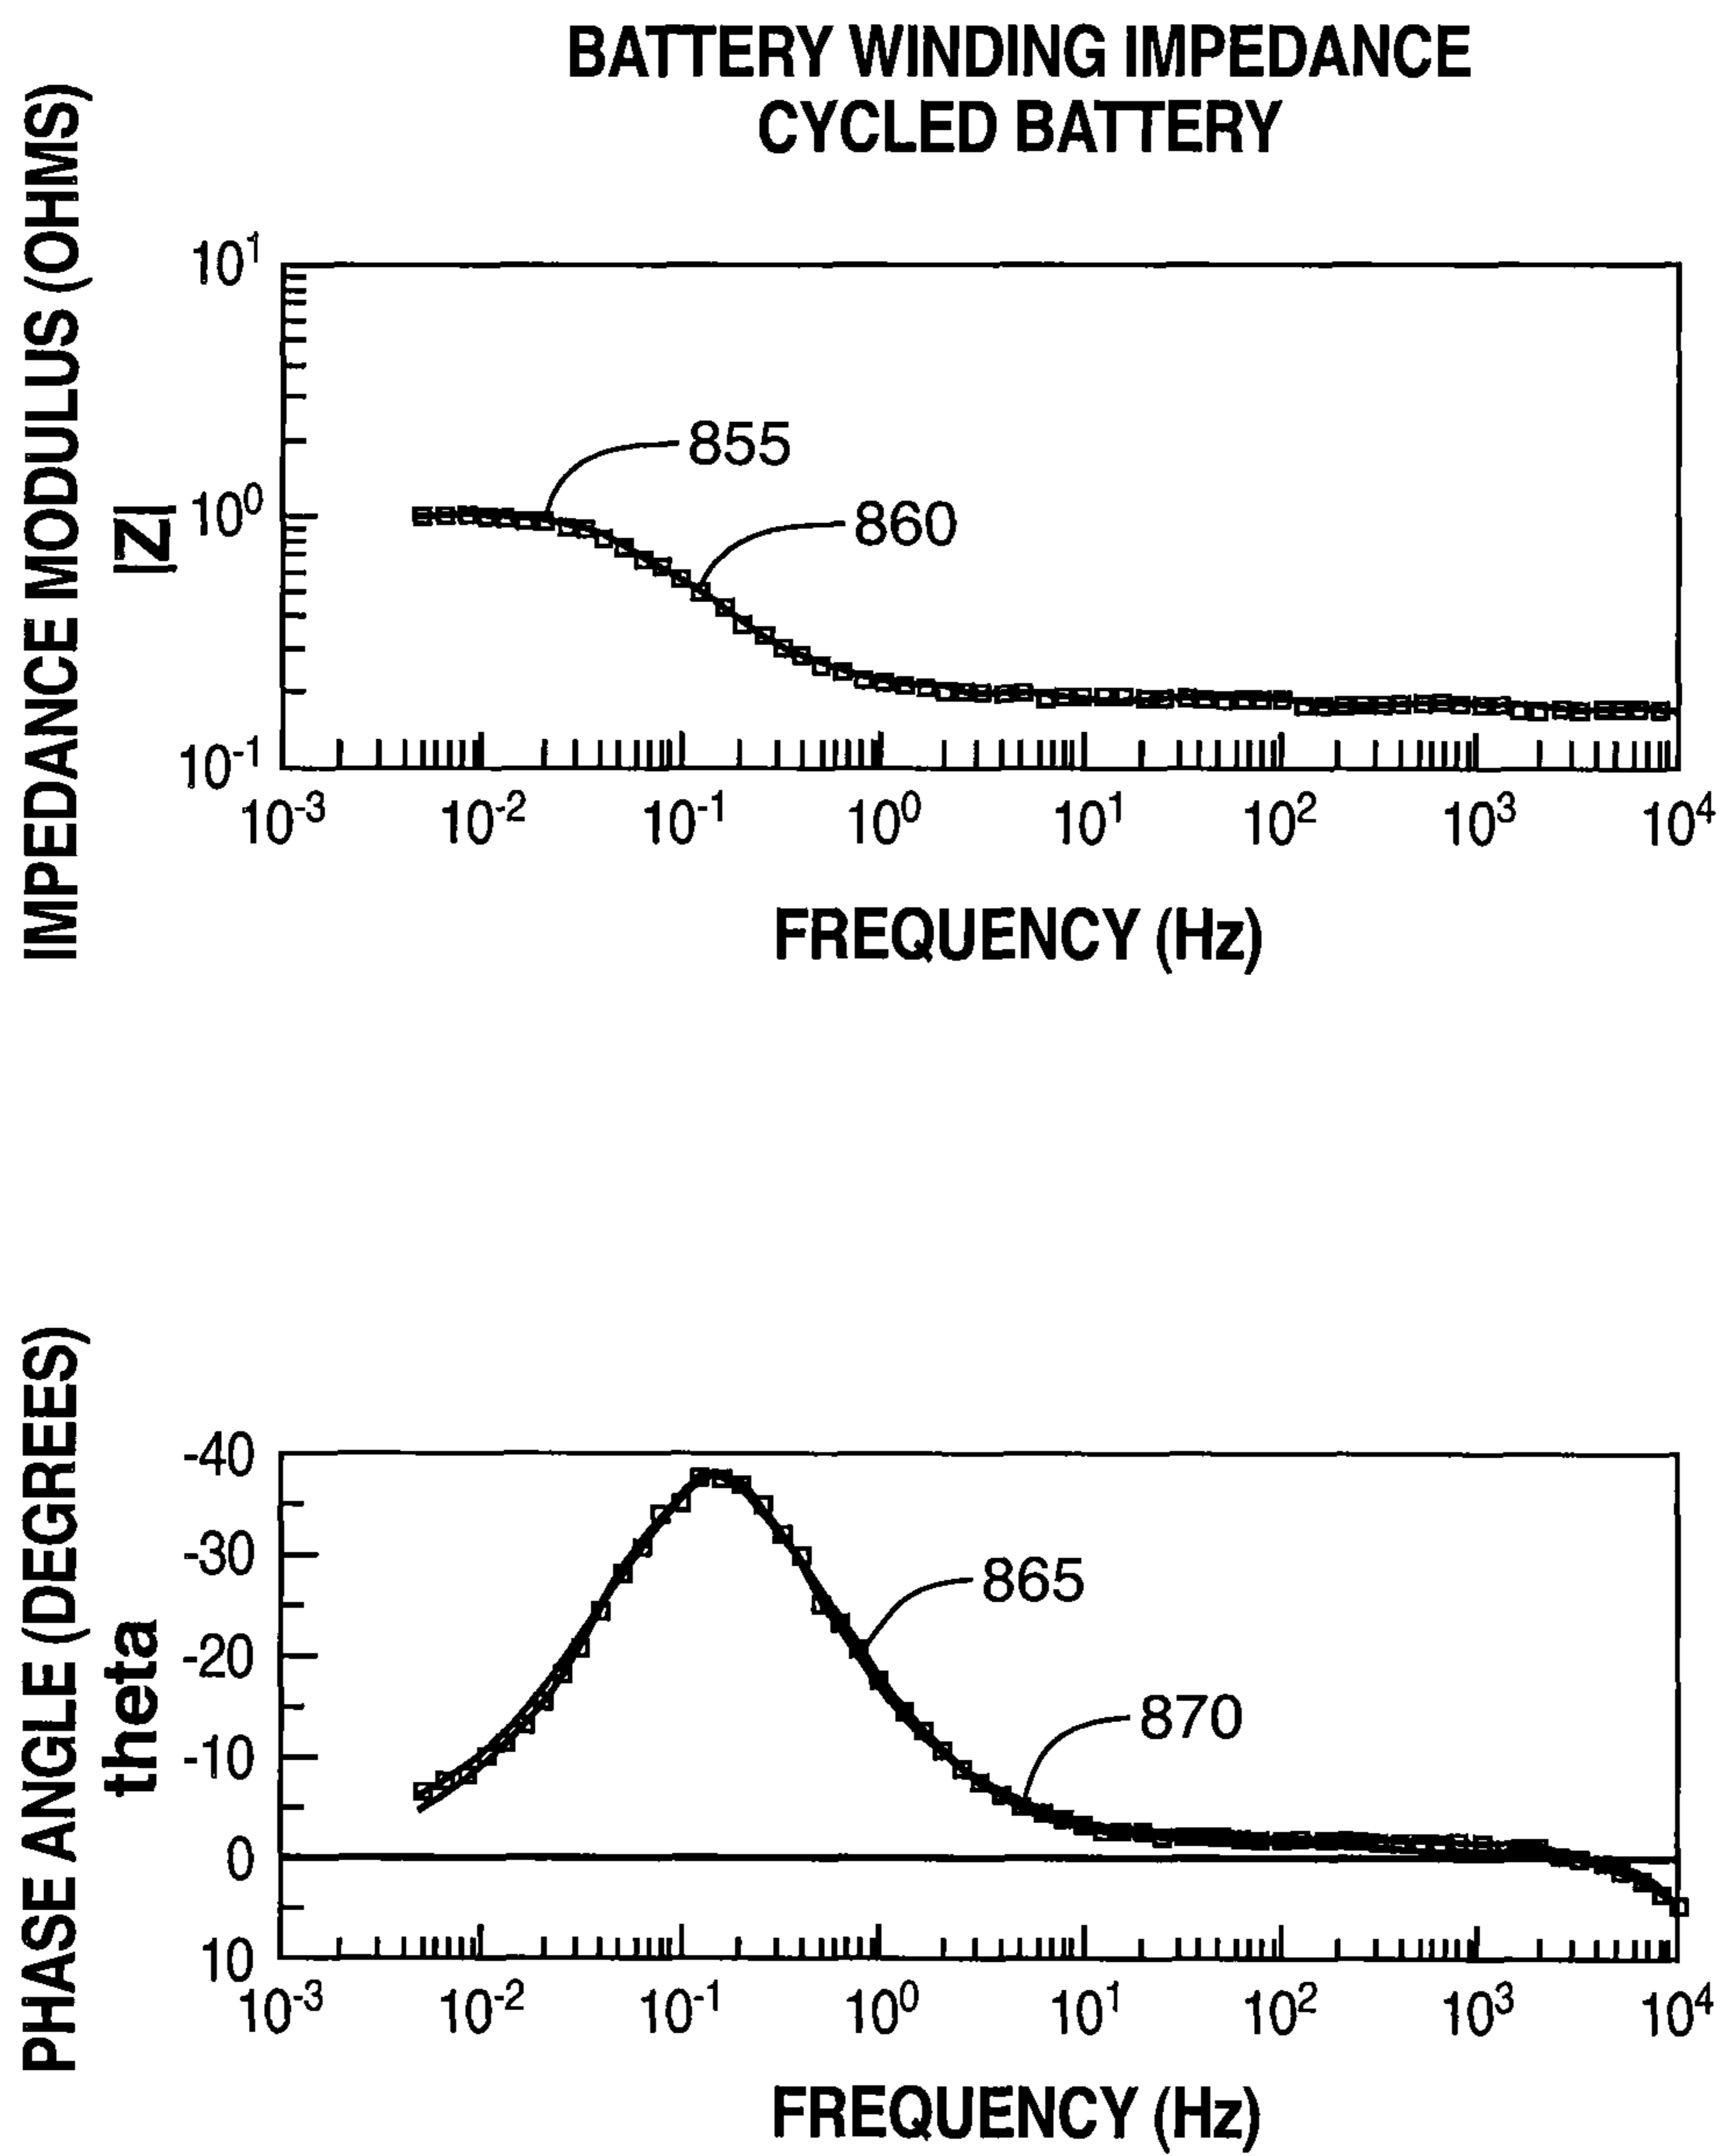 BATTERY WINDING IMPEDANCE
CYCLED BATTERY
IMPEDANCE MODULUS (OHMS)
|Z|
10^1
10^0
10^-1
855
860
10^-3 10^-2 10^-1 10^0 10^1 10^2 10^3 10^4
FREQUENCY (Hz)
PHASE ANGLE (DEGREES)
theta
-40
-30
-20
-10
0
10
865
870
10^-3 10^-2 10^-1 10^0 10^1 10^2 10^3 10^4
FREQUENCY (Hz)